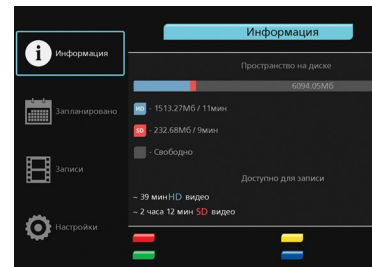 Информация
Информация
Пространство на диске
6094.05Мб
HD - 1513.27Мб / 11мин
Запланировано
SD - 232.68Мб / 9мин
- Свободно
Записи
Доступно для записи
~ 39 мин HD видео
~ 2 часа 12 мин SD видео
Настройки